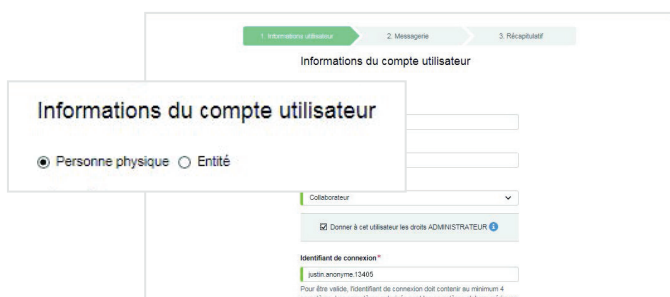 1. Informations utilisateur 2. Messagerie 3. Récapitulatif
Informations du compte utilisateur
Informations du compte utilisateur
Personne physique Entité
Collaborateur
Donner à cet utilisateur les droits ADMINISTRATEUR
Identifiant de connexion *
justin.anonyme.13405
Pour être valide, l'identifiant de connexion doit contenir au minimum 4